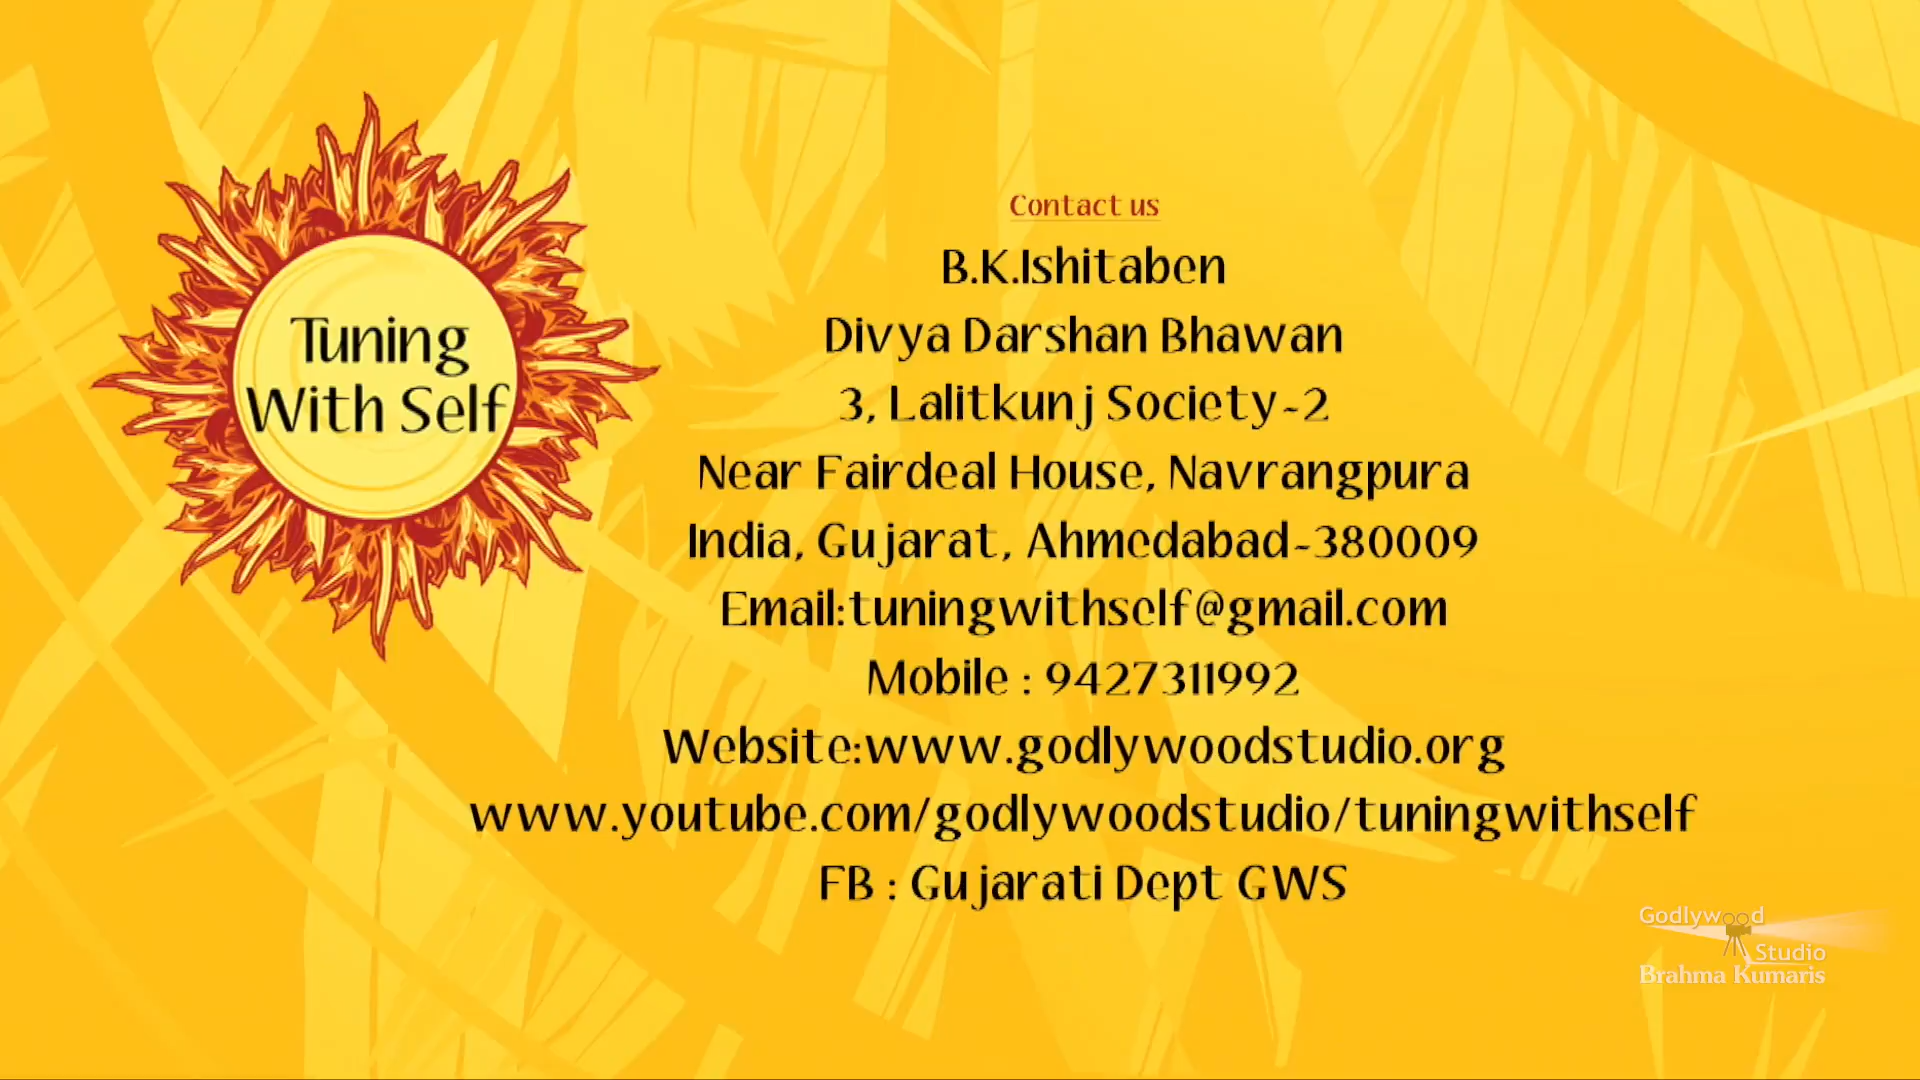 Tuning
With Self
Contact us
B.K.Ishitaben
Divya Darshan Bhawan
3, Lalitkunj Society-2
Near Fairdeal House, Navrangpura
India, Gujarat, Ahmedabad-380009
Email:tuningwithself@gmail.com
Mobile : 9427311992
Website:www.godlywoodstudio.org
www.youtube.com/godlywoodstudio/tuningwithself
FB : Gujarati Dept GWS
Godlywood
Studio
Brahma Kumaris